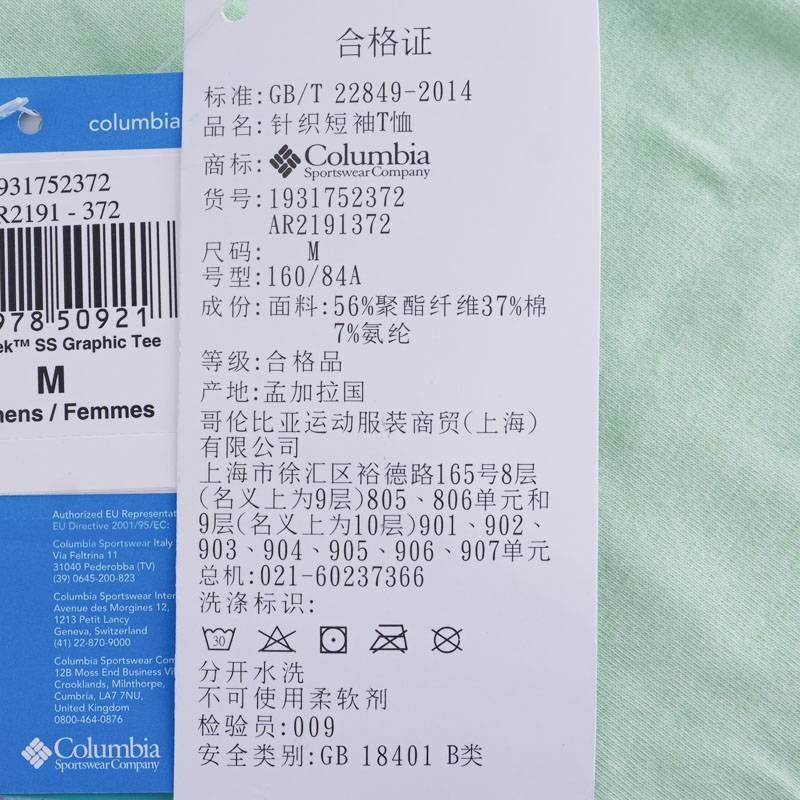 合格证
标准:GB/T 22849-2014
品名:针织短袖T恤
商标: Columbia
Sportswear Company
货号:1931752372
AR2191372
尺码: M
号型:160/84A
成份:面料:56%聚酯纤维37%棉
7%氨纶
等级:合格品
产地:孟加拉国
哥伦比亚运动服装商贸(上海)
有限公司
上海市徐汇区裕德路165号8层
(名义上为9层)805、806单元和
9层(名义上为10层)901、902、
903、904、905、906、907单元
总机:021-60237366
洗涤标识:
30
分开水洗
不可使用柔软剂
检验员:009
安全类别:GB 18401 B类
columbia
931752372
R2191 - 372
978 50921
ek™ SS Graphic Tee
M
mens / Femmes
Authorized EU Representat
EU Directive 2001/95/EC:
Columbia Sportswear Italy
Via Feltrina 11
31040 Pederobba (TV)
(39) 0645-200-823
Columbia Sportswear Inter
Avenue des Morgines 12,
1213 Petit Lancy
Geneva, Switzerland
(41) 22-870-9000
Columbia Sportswear Com
12B Moss End Business Vi
Crooklands, Milnthorpe,
Cumbria, LA7 7NU,
United Kingdom
0800-464-0876
Columbia
Sportswear Company